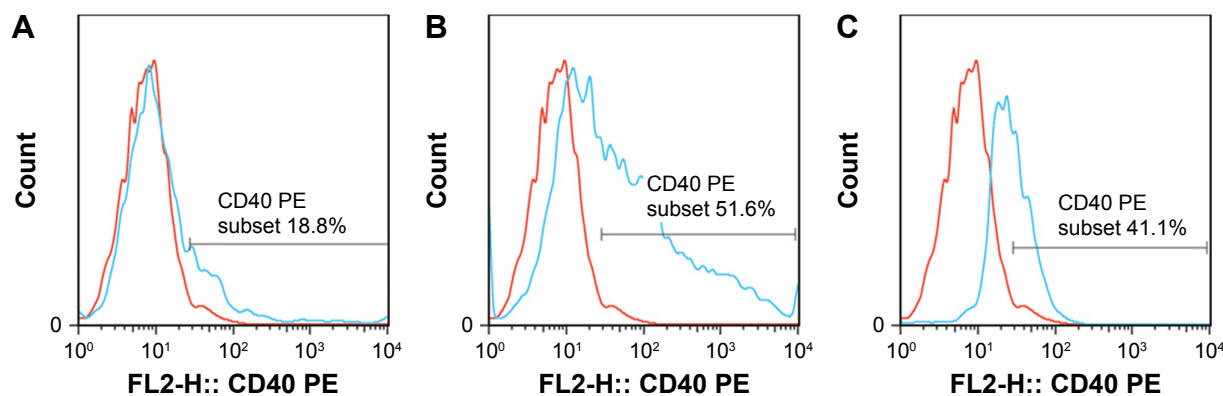 A
Count
CD40 PE
subset 18.8%
0
10⁰ 10¹ 10² 10³ 10⁴
FL2-H:: CD40 PE
B
Count
CD40 PE
subset 51.6%
0
10⁰ 10¹ 10² 10³ 10⁴
FL2-H:: CD40 PE
C
Count
CD40 PE
subset 41.1%
0
10⁰ 10¹ 10² 10³ 10⁴
FL2-H:: CD40 PE